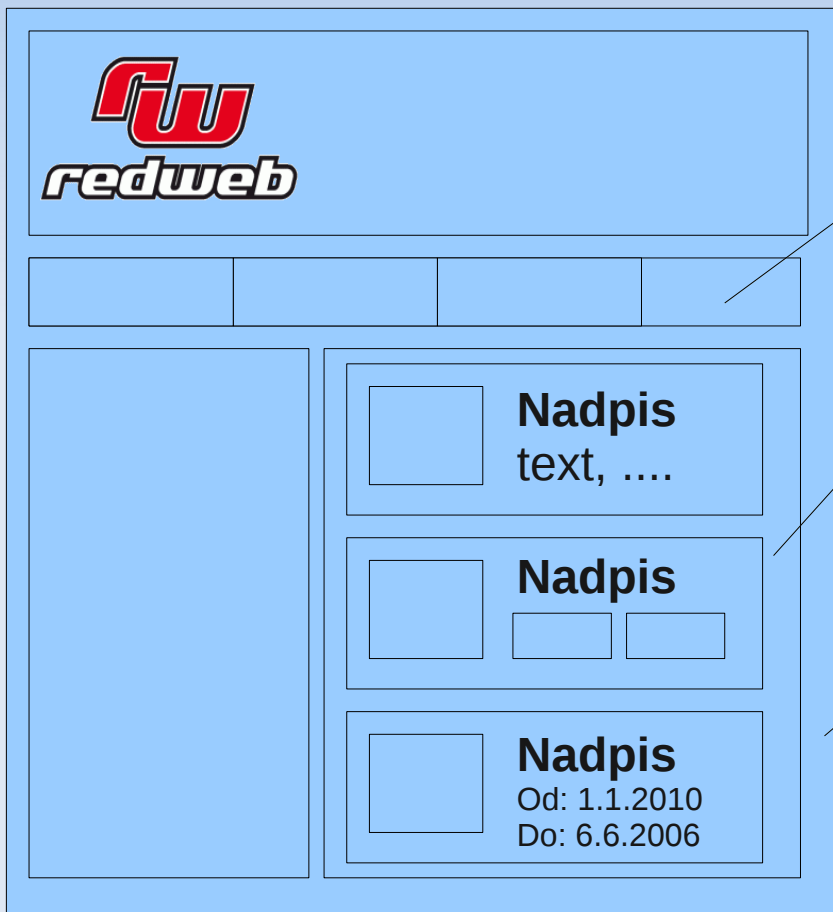 rw
redweb
Nadpis
text, ....
Nadpis
Nadpis
Od: 1.1.2010
Do: 6.6.2006